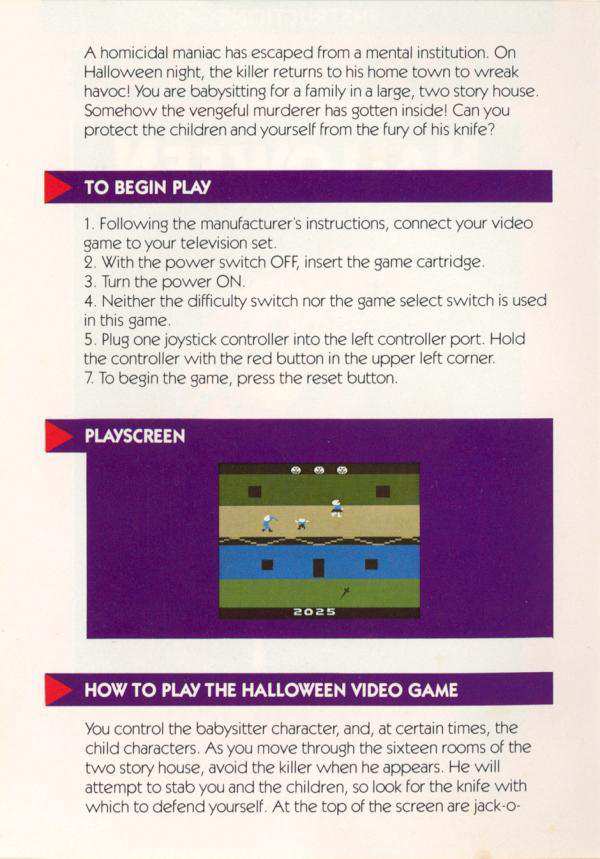 A homicidal maniac has escaped from a mental institution. On
Halloween night, the killer returns to his home town to wreak
havoc! You are babysitting for a family in a large, two story house.
Somehow the vengeful murderer has gotten inside! Can you
protect the children and yourself from the fury of his knife?
TO BEGIN PLAY
1. Following the manufacturer's instructions, connect your video
game to your television set.
2. With the power switch OFF, insert the game cartridge.
3. Turn the power ON.
4. Neither the difficulty switch nor the game select switch is used
in this game.
5. Plug one joystick controller into the left controller port. Hold
the controller with the red button in the upper left corner.
7. To begin the game, press the reset button.
PLAYSCREEN
2025
HOW TO PLAY THE HALLOWEEN VIDEO GAME
You control the babysitter character, and, at certain times, the
child characters. As you move through the sixteen rooms of the
two story house, avoid the killer when he appears. He will
attempt to stab you and the children, so look for the knife with
which to defend yourself. At the top of the screen are jack-o-